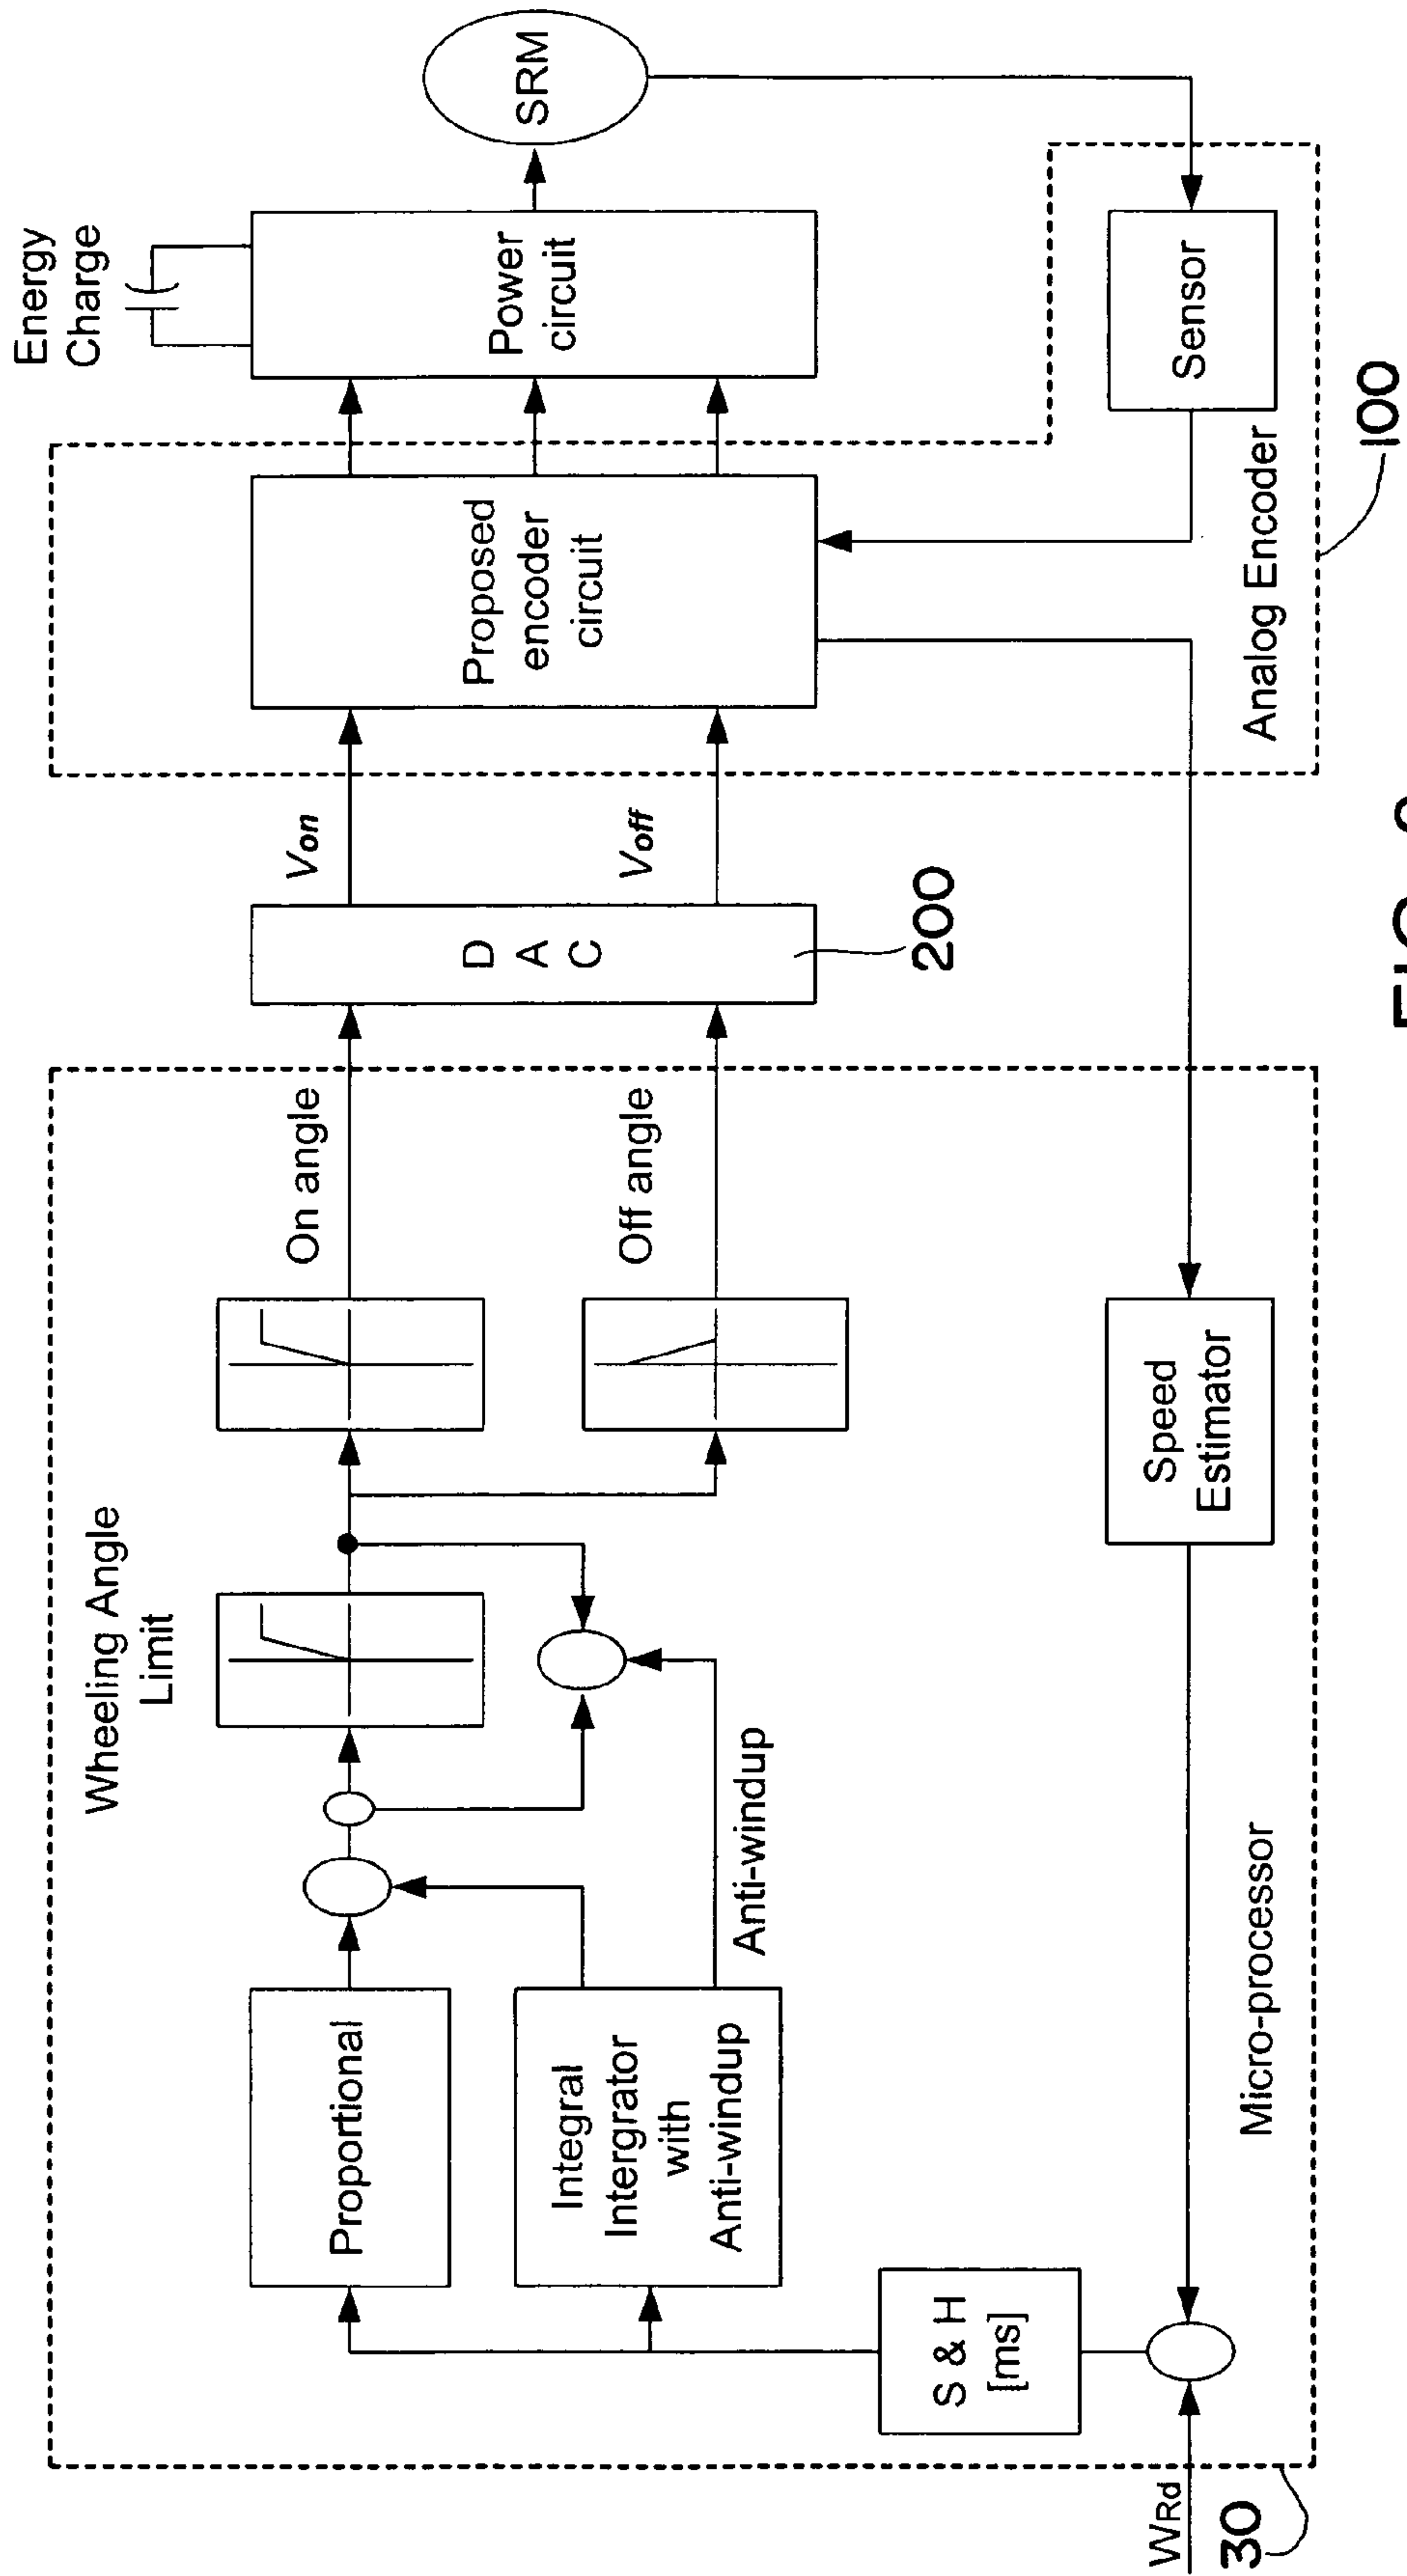 Wheeling Angle
Limit
Proportional
Integral
Intergrator
with
Anti-windup
Anti-windup
On angle
Off angle
S & H
[ms]
Speed
Estimator
Micro-processor
WRd
30
D
A
C
200
Von
Voff
Proposed
encoder
circuit
Energy
Charge
Power
circuit
SRM
Sensor
Analog Encoder
100